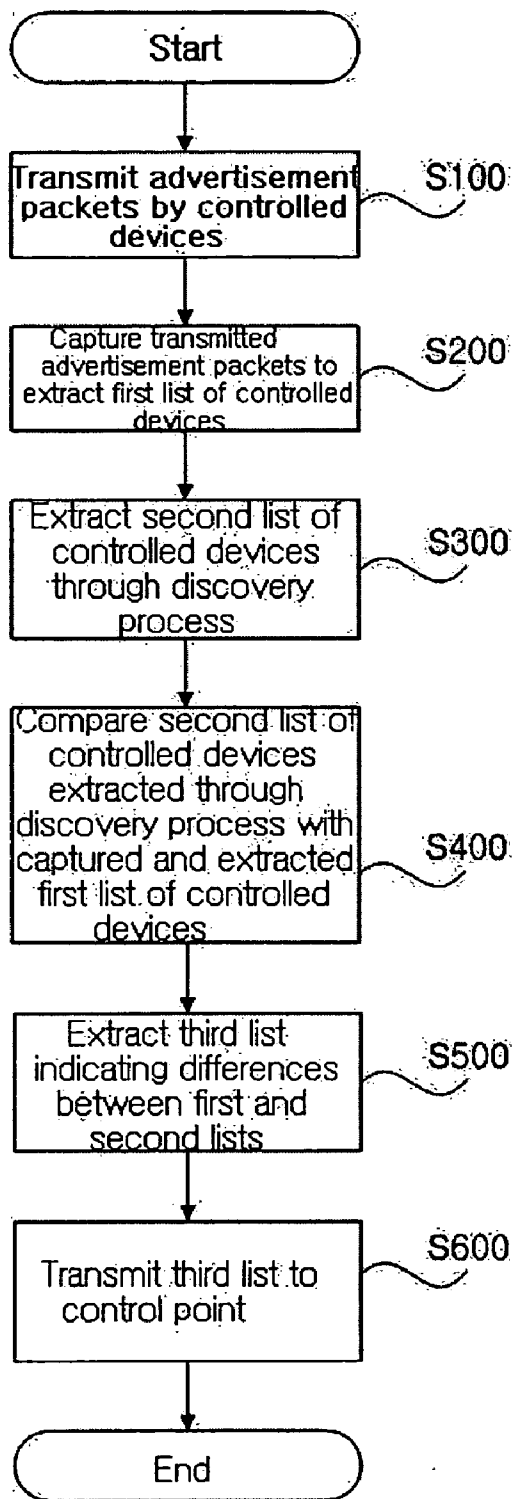 Start
Transmit advertisement
packets by controlled
devices
S100
Capture transmitted
advertisement packets to
extract first list of controlled
devices
S200
Extract second list of
controlled devices
through discovery
process
S300
Compare second list of
controlled devices
extracted through
discovery process with
captured and extracted
first list of controlled
devices
S400
Extract third list
indicating differences
between first and
second lists
S500
Transmit third list to
control point
S600
End